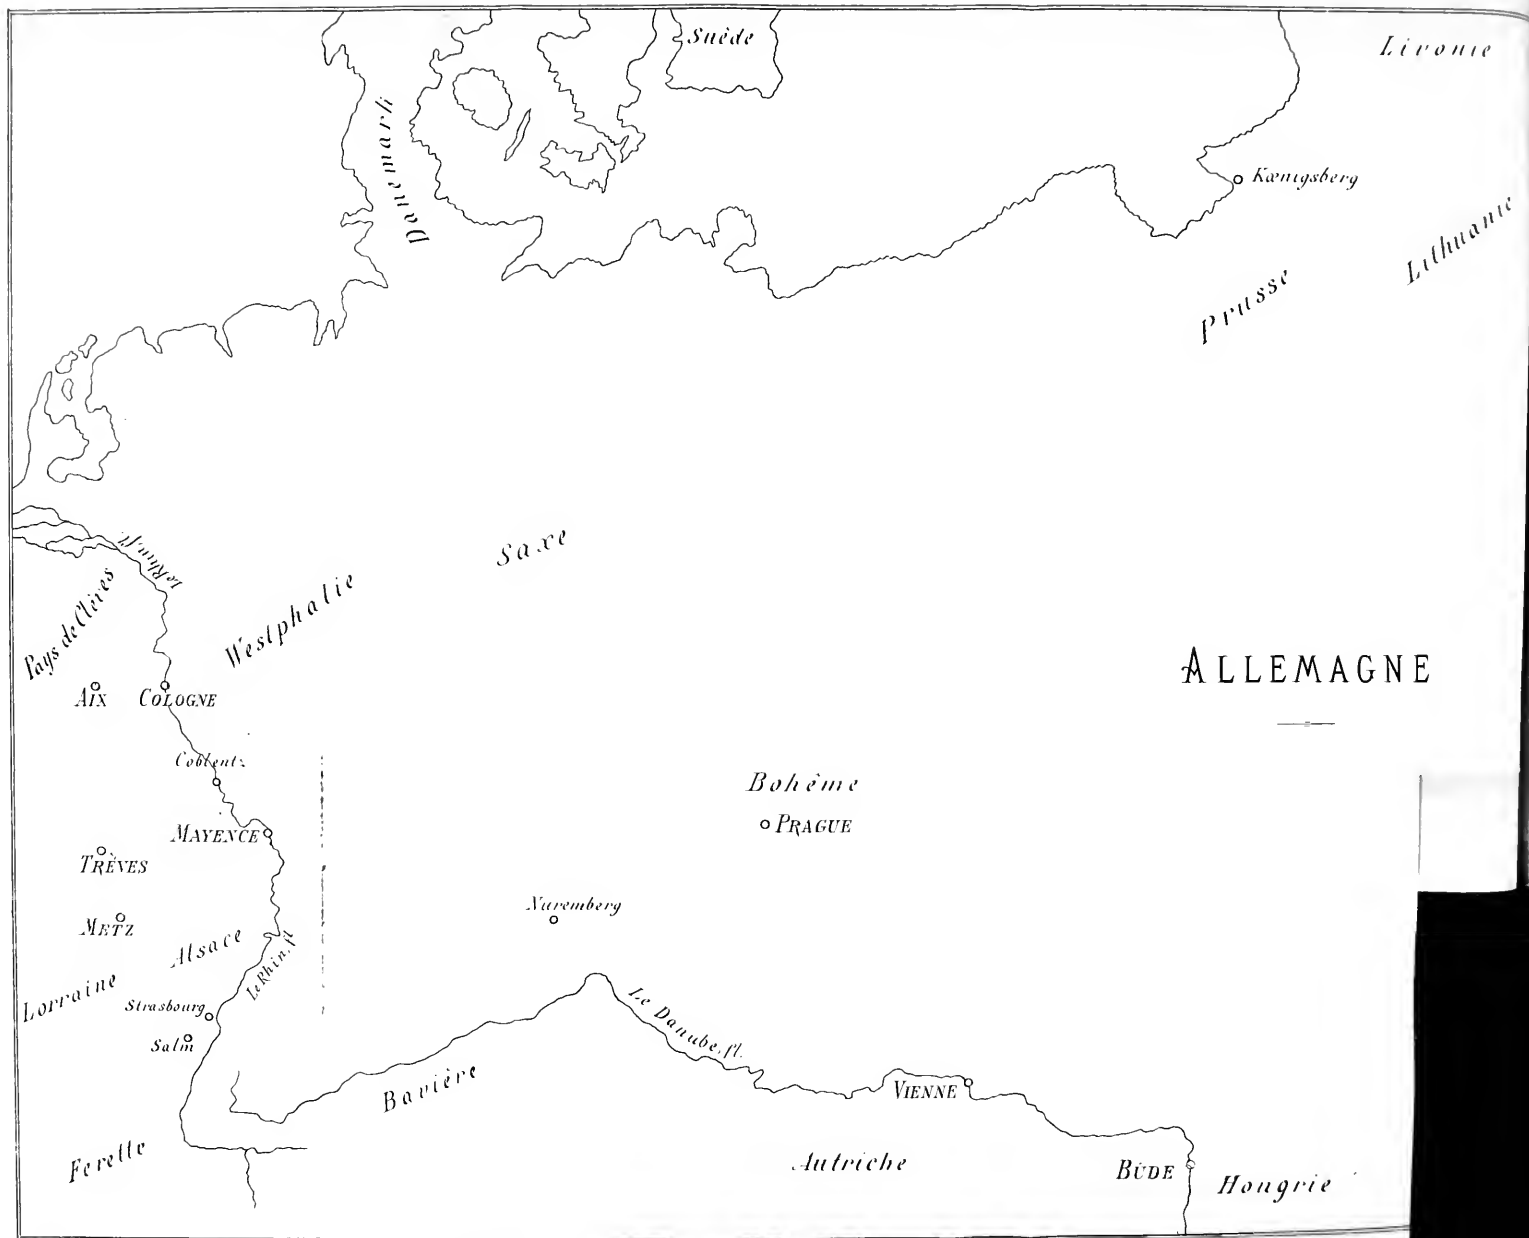 Suède
Livonie
Danemark
Kœnigsberg
Lithuanie
Prusse
Le Rhin, fl.
Saxe
Pays de Clèves
Westphalie
ALLEMAGNE
AIX
COLOGNE
Coblentz
Bohême
MAYENCE
PRAGUE
TRÈVES
Nuremberg
METZ
Alsace
Le Rhin, fl
Lorraine
Strasbourg
Le Danube, fl.
Salm
Bavière
VIENNE
Ferette
Autriche
BUDE
Hongrie